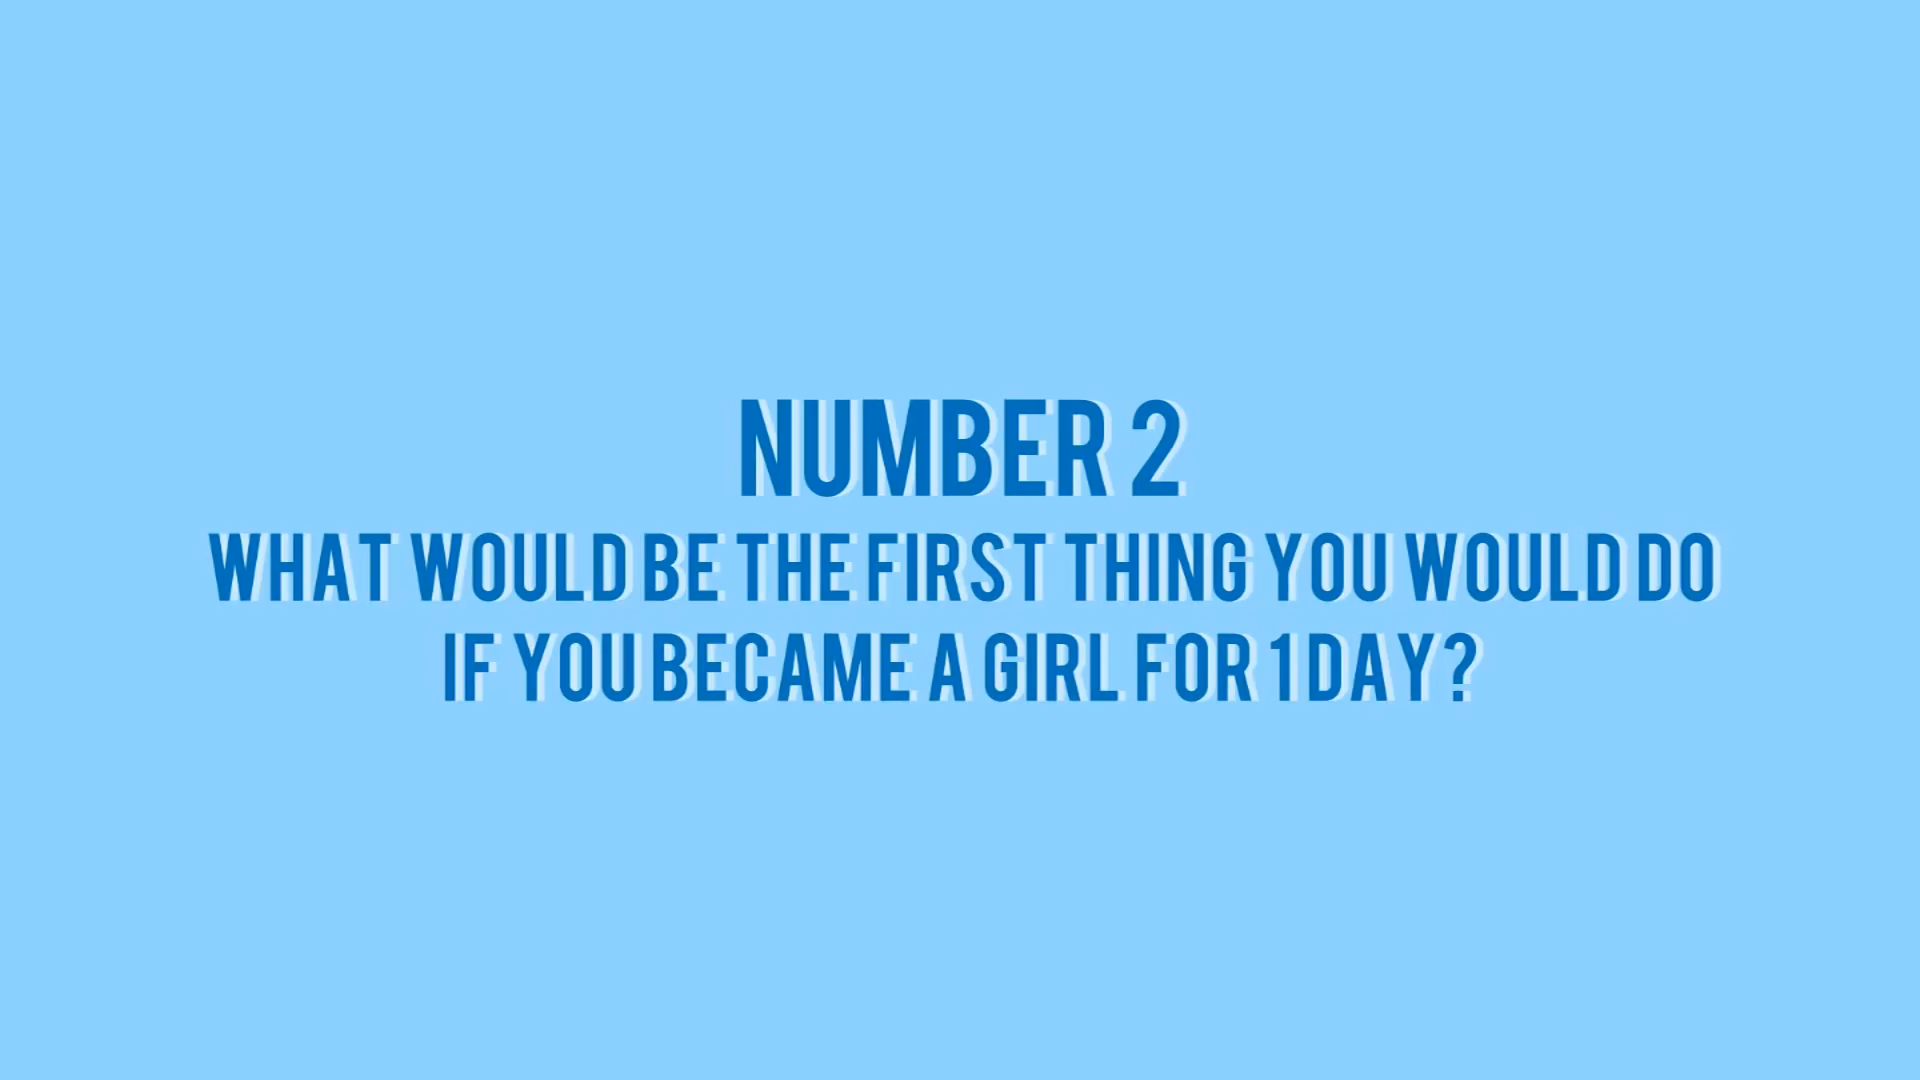 NUMBER 2
WHAT WOULD BE THE FIRST THING YOU WOULD DO
IF YOU BECAME A GIRL FOR 1 DAY?